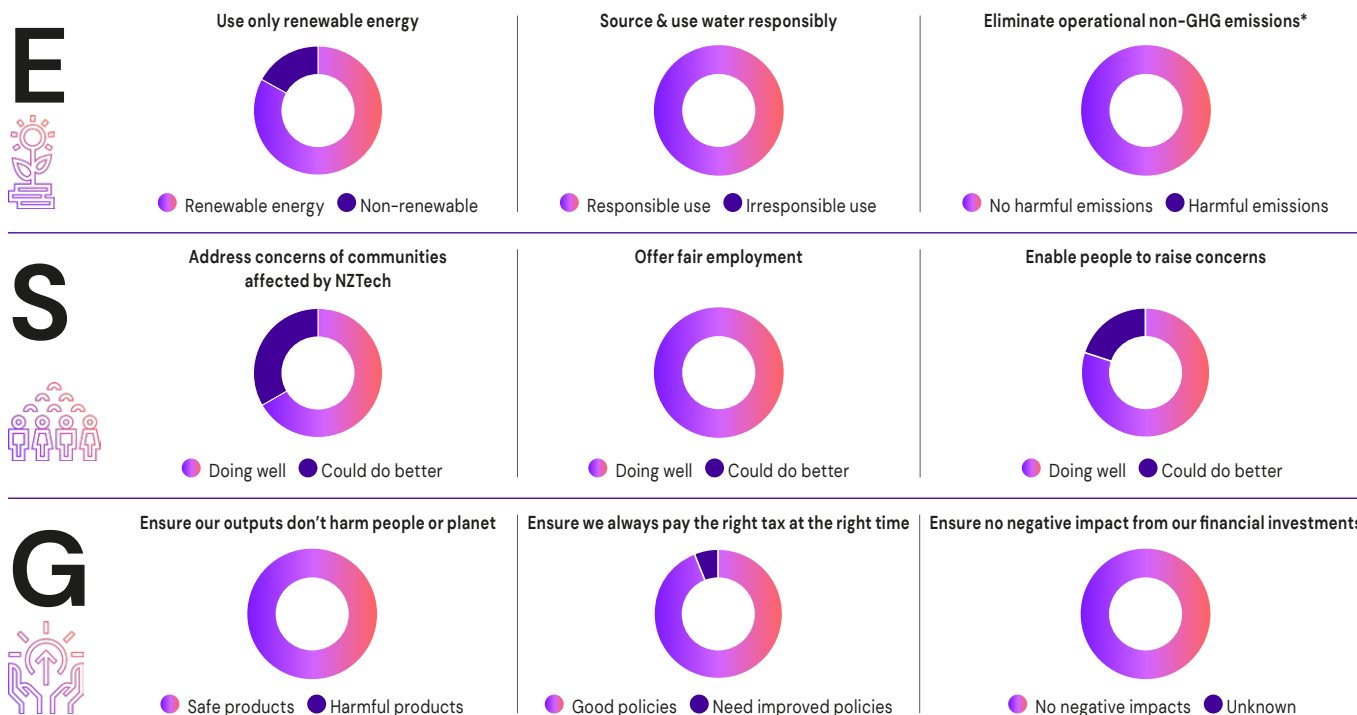 E
Use only renewable energy
Renewable energy Non-renewable
Source & use water responsibly
Responsible use Irresponsible use
Eliminate operational non-GHG emissions*
No harmful emissions Harmful emissions
S
Address concerns of communities
affected by NZTech
Doing well Could do better
Offer fair employment
Doing well Could do better
Enable people to raise concerns
Doing well Could do better
G
Ensure our outputs don’t harm people or planet
Safe products Harmful products
Ensure we always pay the right tax at the right time
Good policies Need improved policies
Ensure no negative impact from our financial investments
No negative impacts Unknown